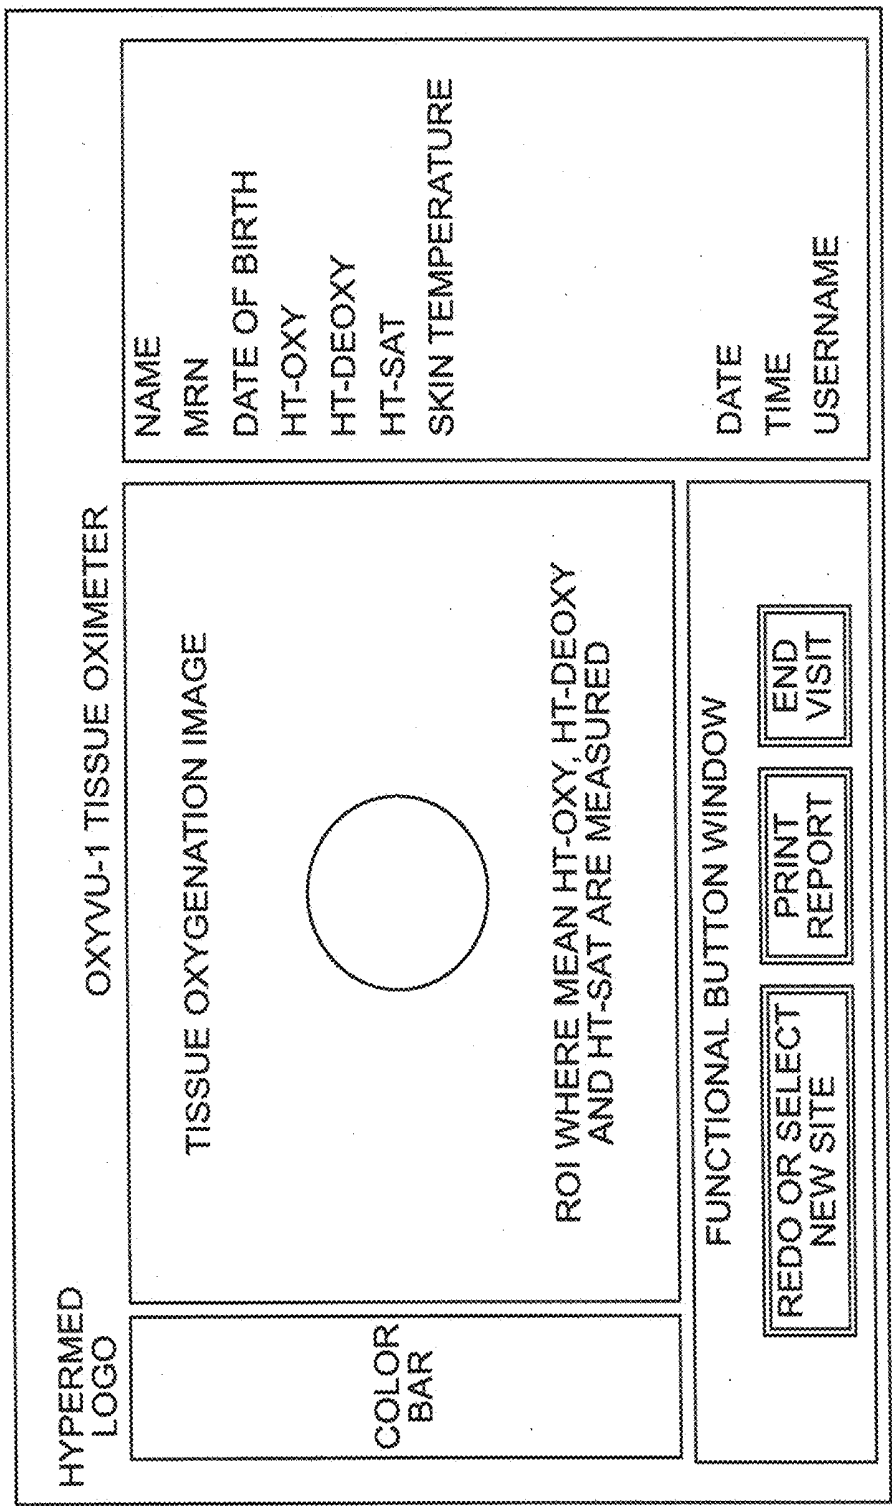 HYPERMED
LOGO
OXYVU-1 TISSUE OXIMETER
COLOR
BAR
TISSUE OXYGENATION IMAGE
ROI WHERE MEAN HT-OXY, HT-DEOXY
AND HT-SAT ARE MEASURED
NAME
MRN
DATE OF BIRTH
HT-OXY
HT-DEOXY
HT-SAT
SKIN TEMPERATURE
DATE
TIME
USERNAME
FUNCTIONAL BUTTON WINDOW
REDO OR SELECT
NEW SITE
PRINT
REPORT
END
VISIT